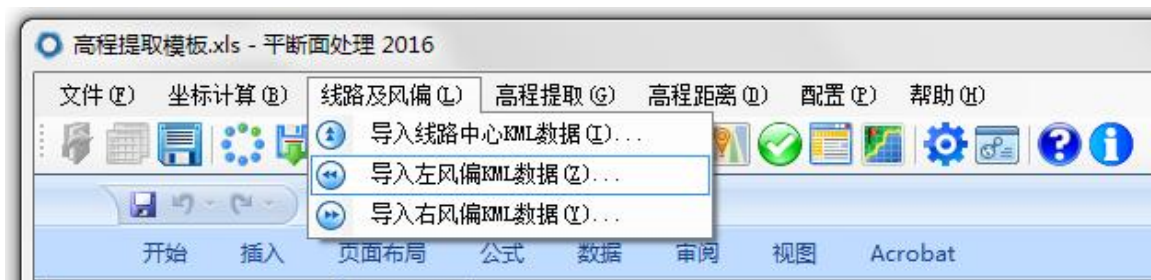 高程提取模板.xls - 平断面处理 2016
文件(F) 坐标计算(B) 线路及风偏(L) 高程提取(G) 高程距离(D) 配置(C) 帮助(H)
导入线路中心KML数据(I)...
导入左风偏KML数据(Z)...
导入右风偏KML数据(Y)...
开始 插入 页面布局 公式 数据 审阅 视图 Acrobat